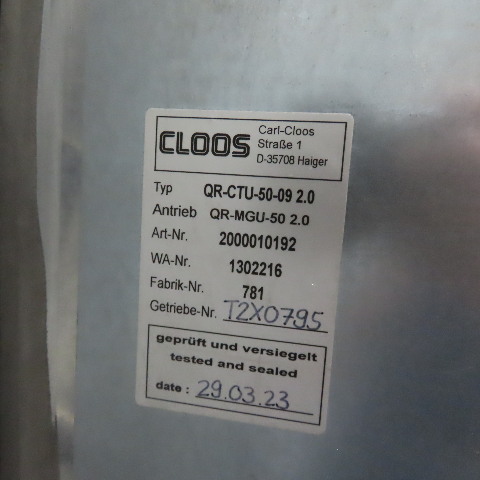 CLOOS
Carl-Cloos
Straße 1
D-35708 Haiger
Typ QR-CTU-50-09 2.0
Antrieb QR-MGU-50 2.0
Art-Nr. 2000010192
WA-Nr. 1302216
Fabrik-Nr. 781
Getriebe-Nr. T2X0795
geprüft und versiegelt
tested and sealed
date : 29.03.23